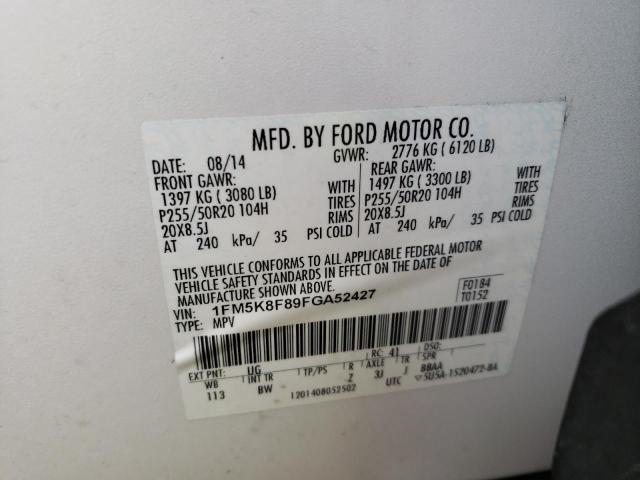 MFD. BY FORD MOTOR CO.
DATE: 08/14 GVWR: 2776 KG ( 6120 LB)
FRONT GAWR: REAR GAWR:
1397 KG ( 3080 LB) WITH 1497 KG ( 3300 LB) WITH
P255/50R20 104H TIRES P255/50R20 104H TIRES
20X8.5J RIMS 20X8.5J RIMS
AT 240 kPa/ 35 PSI COLD AT 240 kPa/ 35 PSI COLD
THIS VEHICLE CONFORMS TO ALL APPLICABLE FEDERAL MOTOR
VEHICLE SAFETY STANDARDS IN EFFECT ON THE DATE OF
MANUFACTURE SHOWN ABOVE.
VIN: 1FM5K8F89FGA52427 F0184
TYPE: MPV T0152
EXT PNT: UG RC: 41 DSO:
WB INT TR TP/PS R AXLE TR SPR
113 BW Z 3J J BBAA
1201408052502 UTC SU5A-1520472-BA